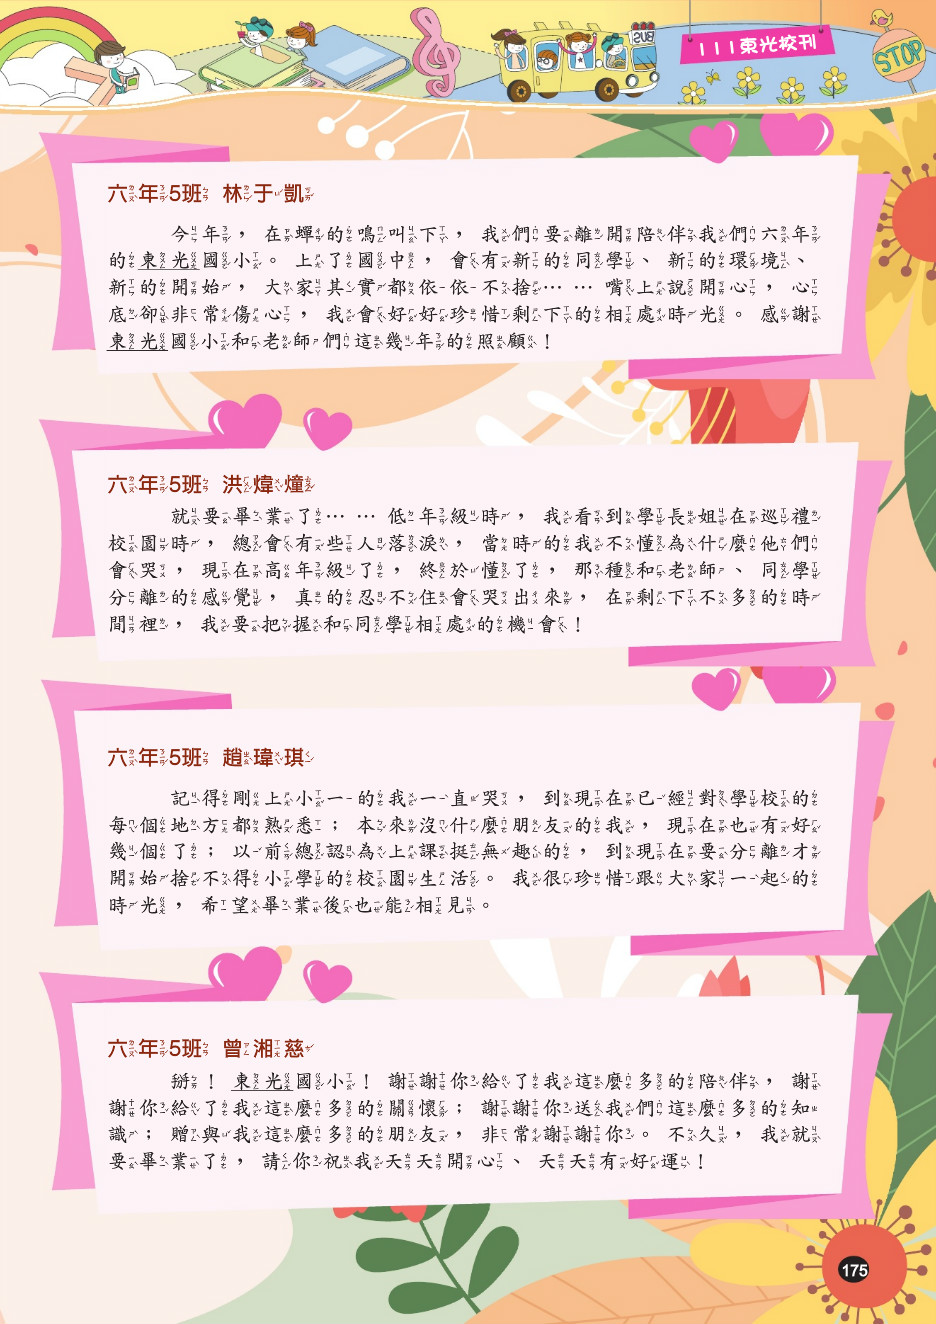 111東光校刊
STOP
BUS
六年5班 林于凱
今年，在蟬的鳴叫下，我們要離開陪伴我們六年
的東光國小。上了國中，會有新的同學、新的環境、
新的開始，大家其實都依依不捨……嘴上說開心，心
底卻非常傷心，我會好好珍惜剩下的相處時光。感謝
東光國小和老師們這幾年的照顧！
六年5班 洪煒燑
就要畢業了……低年級時，我看到學長姐在巡禮
校園時，總會有些人落淚，當時的我不懂為什麼他們
會哭，現在高年級了，終於懂了，那種和老師、同學
分離的感覺，真的忍不住會哭出來，在剩下不多的時
間裡，我要把握和同學相處的機會！
六年5班 趙瑋琪
記得剛上小一的我一直哭，到現在已經對學校的
每個地方都熟悉；本來沒什麼朋友的我，現在也有好
幾個了；以前總認為上課挺無趣的，到現在要分離才
開始捨不得小學的校園生活。我很珍惜跟大家一起的
時光，希望畢業後也能相見。
六年5班 曾湘慈
掰！東光國小！謝謝你給了我這麼多的陪伴，謝
謝你給了我這麼多的關懷；謝謝你送我們這麼多的知
識；贈與我這麼多的朋友，非常謝謝你。不久，我就
要畢業了，請你祝我天天開心、天天有好運！
175